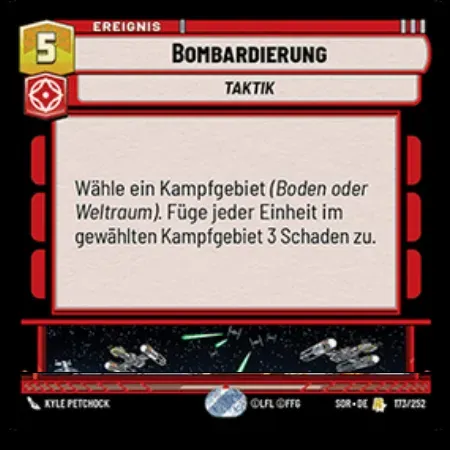 EREIGNIS
5
BOMBARDIERUNG
TAKTIK
Wähle ein Kampfgebiet (Boden oder
Weltraum). Füge jeder Einheit im
gewählten Kampfgebiet 3 Schaden zu.
KYLE PETCHOCK
©LFL ©FFG
SOR • DE
173/252